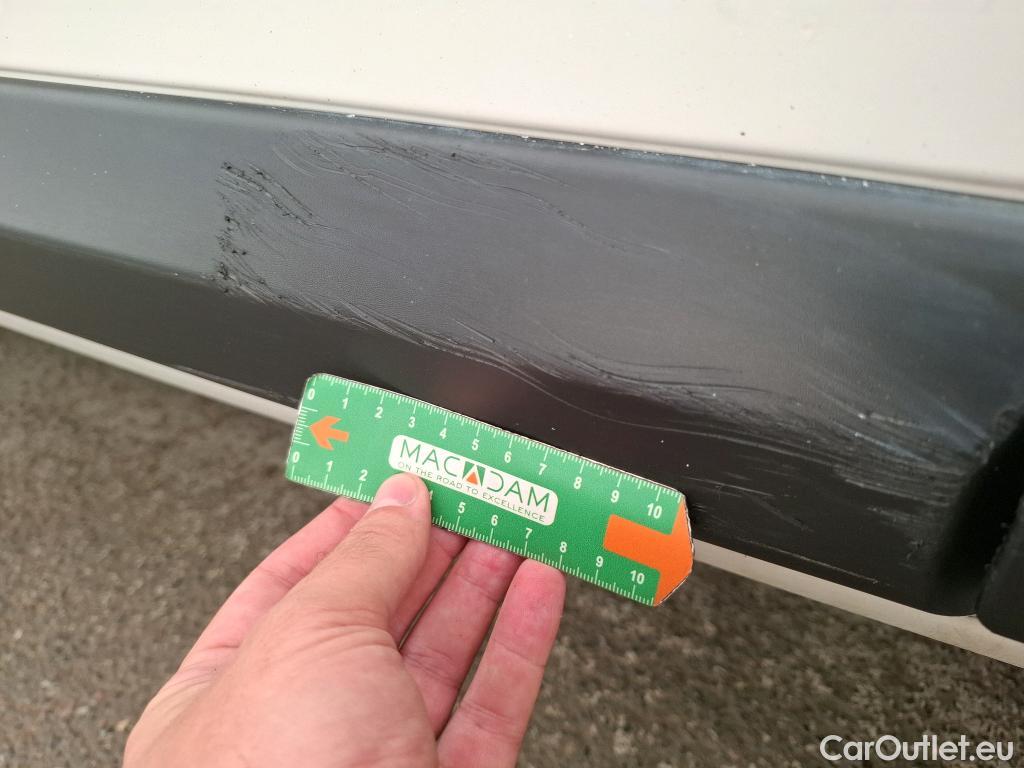 0 1 2 3 4 5 6 7 8 9 10
MACADAM
ON THE ROAD TO EXCELLENCE
0 1 2 4 5 6 7 8 9 10
CarOutlet.eu